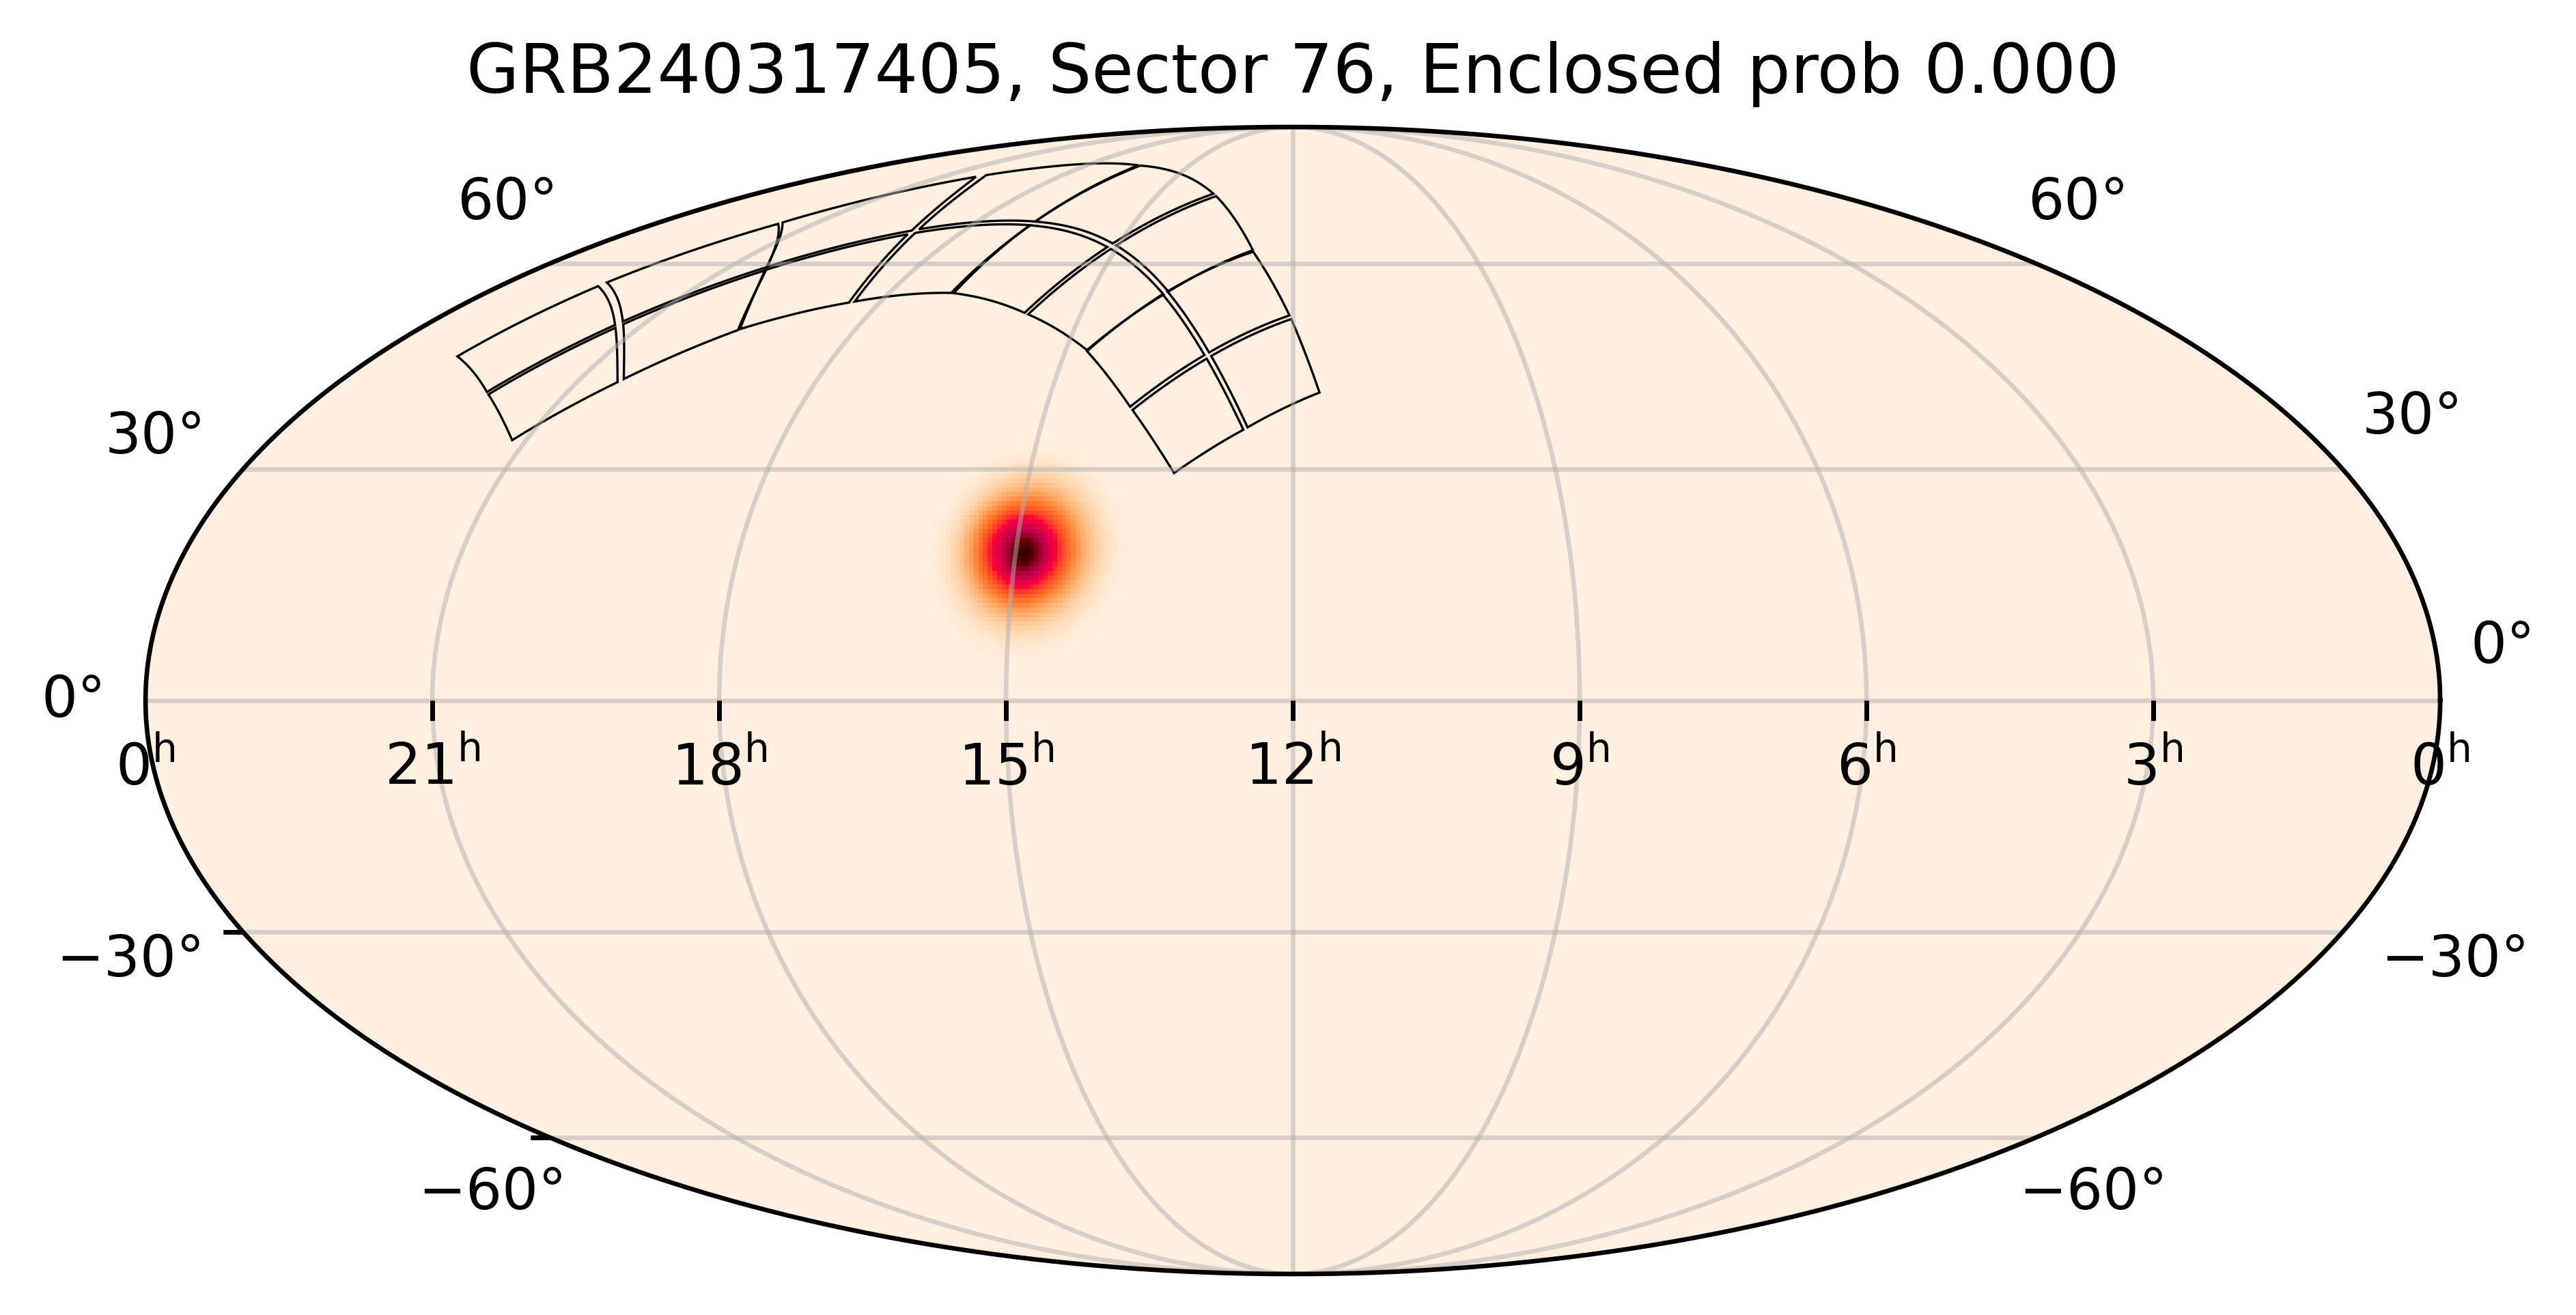 GRB240317405, Sector 76, Enclosed prob 0.000
60° 60°
30° 30°
0° 0°
0ʰ 21ʰ 18ʰ 15ʰ 12ʰ 9ʰ 6ʰ 3ʰ 0ʰ
−30° −30°
−60° −60°